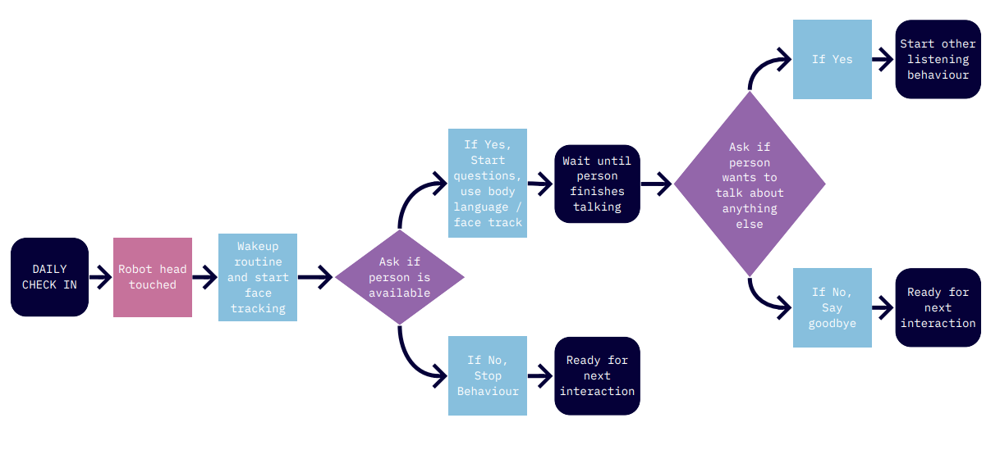 DAILY
CHECK IN
Robot head
touched
Wakeup
routine
and start
face
tracking
Ask if
person is
available
If Yes,
Start
questions,
use body
language /
face track
Wait until
person
finishes
talking
Ask if
person
wants to
talk about
anything
else
If Yes
Start other
listening
behaviour
If No,
Say
goodbye
Ready for
next
interaction
If No,
Stop
Behaviour
Ready for
next
interaction